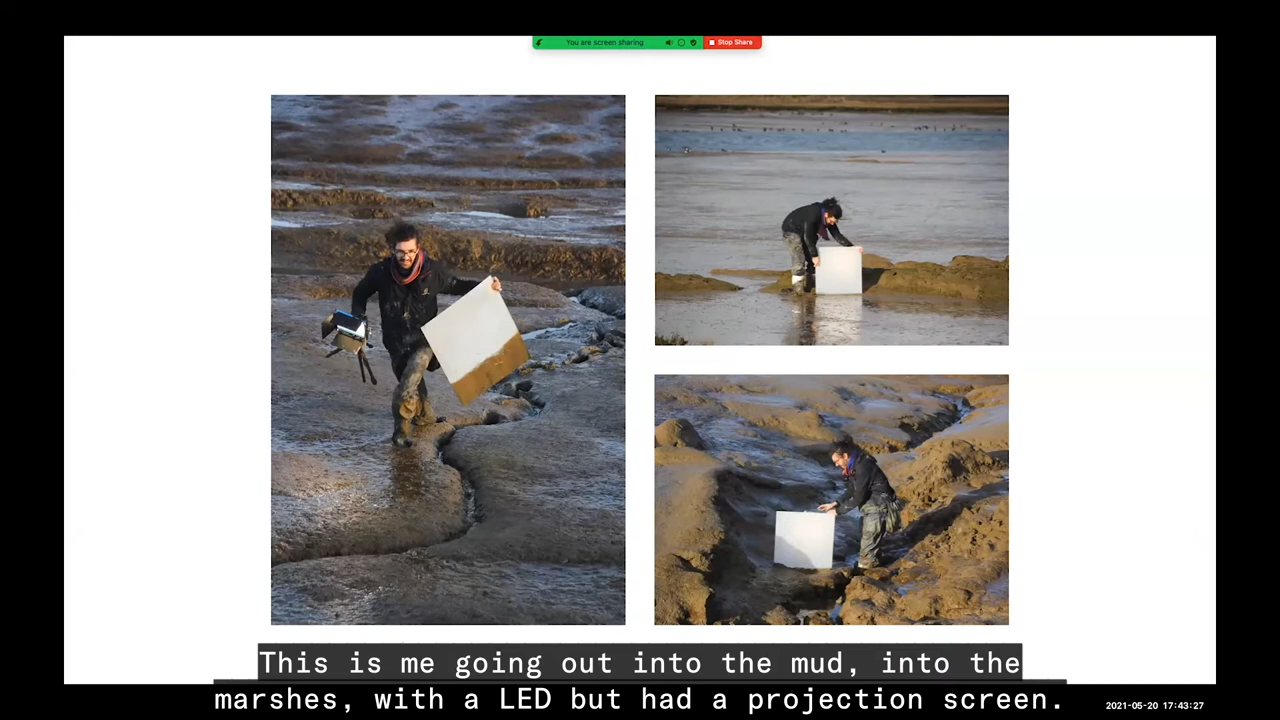 You are screen sharing
Stop Share
This is me going out into the mud, into the
marshes, with a LED but had a projection screen.
2021-05-20 17:43:27